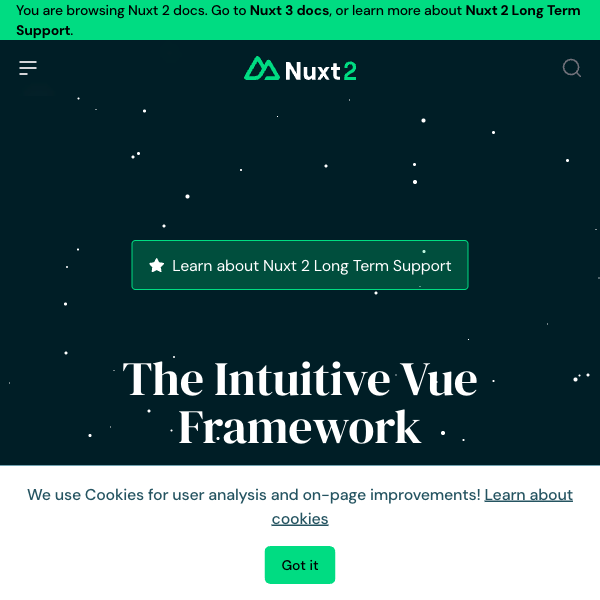 You are browsing Nuxt 2 docs. Go to Nuxt 3 docs, or learn more about Nuxt 2 Long Term
Support.
Nuxt 2
Learn about Nuxt 2 Long Term Support
The Intuitive Vue
Framework
We use Cookies for user analysis and on-page improvements! Learn about
cookies
Got it